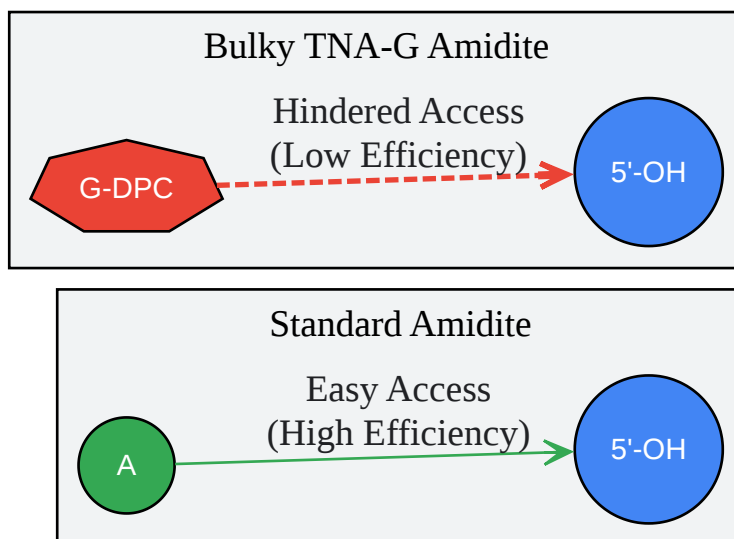 Bulky TNA-G Amidite
Hindered Access
(Low Efficiency)
G-DPC
5'-OH
Standard Amidite
Easy Access
(High Efficiency)
A
5'-OH